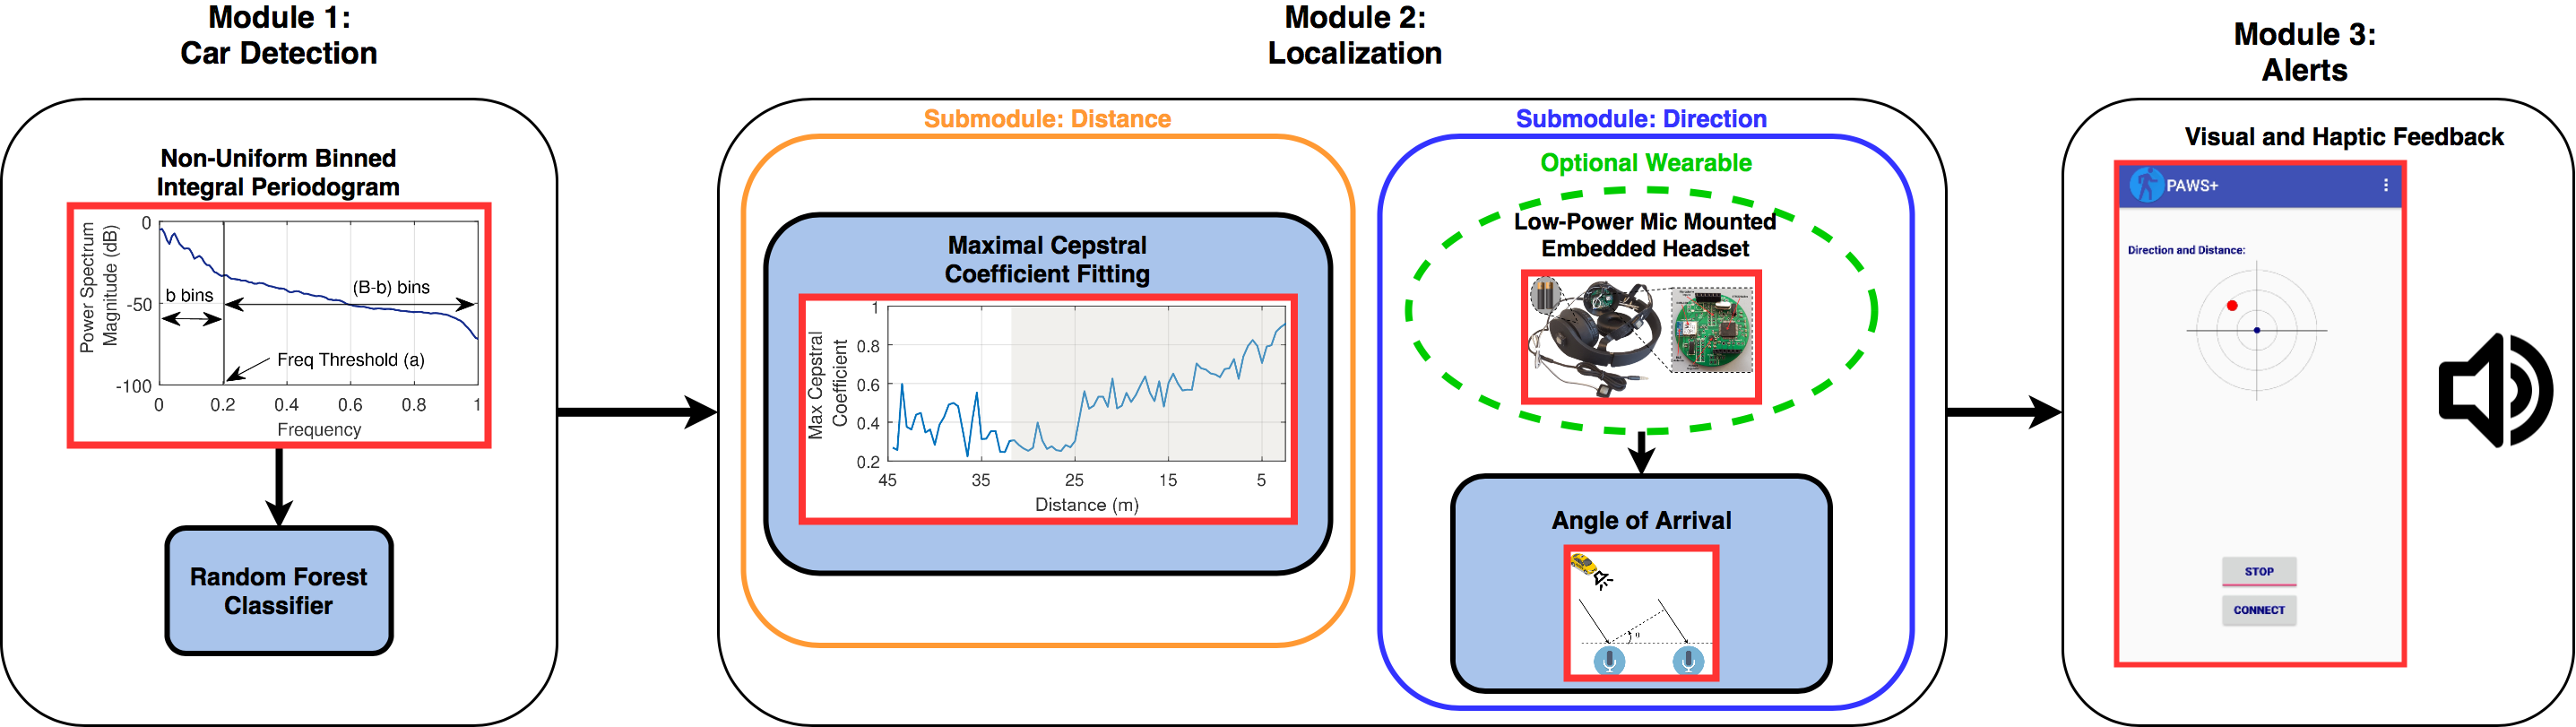 Module 1:
Car Detection
Non-Uniform Binned
Integral Periodogram
Power Spectrum
Magnitude (dB)
0
-50
-100
b bins
(B-b) bins
Freq Threshold (a)
0 0.2 0.4 0.6 0.8 1
Frequency
Random Forest
Classifier
Module 2:
Localization
Submodule: Distance
Maximal Cepstral
Coefficient Fitting
Max Cepstral
Coefficient
1
0.8
0.6
0.4
0.2
45 35 25 15 5
Distance (m)
Submodule: Direction
Optional Wearable
Low-Power Mic Mounted
Embedded Headset
Angle of Arrival
Module 3:
Alerts
Visual and Haptic Feedback
PAWS+
Direction and Distance:
STOP
CONNECT